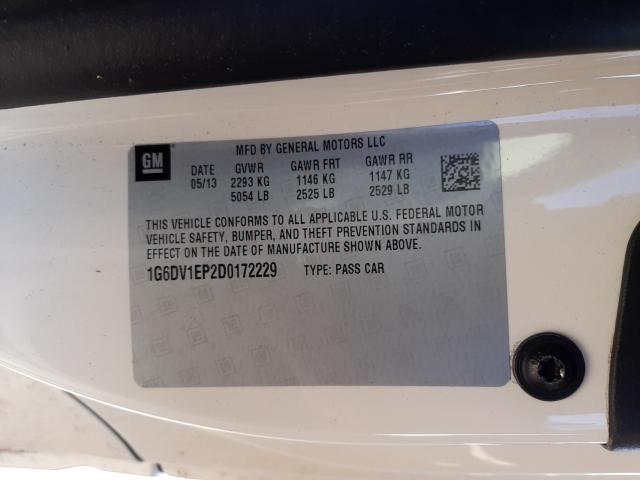 MFD BY GENERAL MOTORS LLC
GM
DATE GVWR GAWR FRT GAWR RR
05/13 2293 KG 1146 KG 1147 KG
5054 LB 2525 LB 2529 LB
THIS VEHICLE CONFORMS TO ALL APPLICABLE U.S. FEDERAL MOTOR
VEHICLE SAFETY, BUMPER, AND THEFT PREVENTION STANDARDS IN
EFFECT ON THE DATE OF MANUFACTURE SHOWN ABOVE.
1G6DV1EP2D0172229 TYPE: PASS CAR